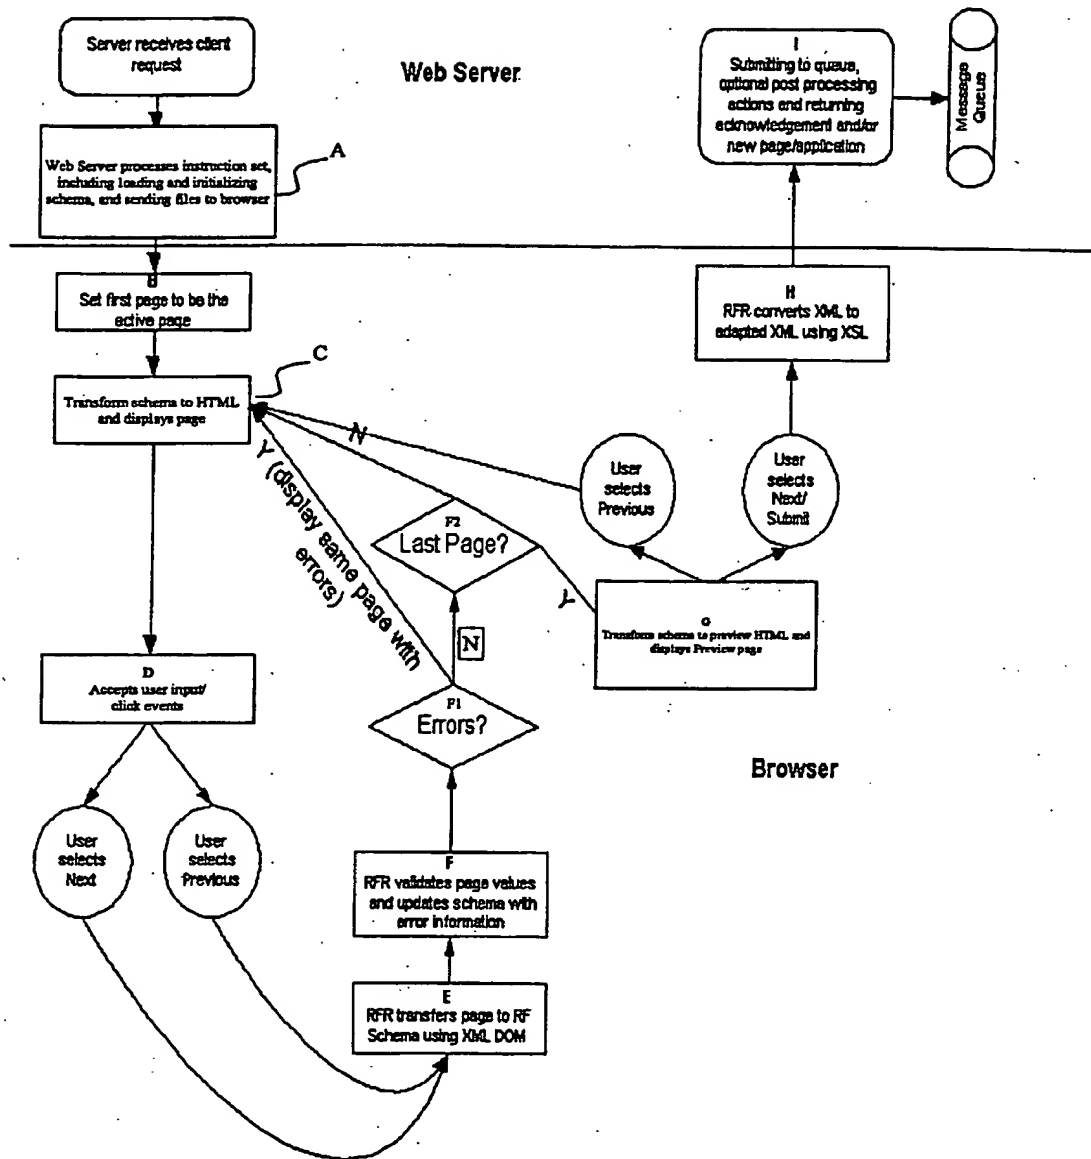 Server receives client
request
Web Server
I
Submitting to queue,
optional post processing
actions and returning
acknowledgement and/or
new page/application
Message
Queue
A
Web Server processes instruction set,
including loading and initializing
schema, and sending files to browser
B
Set first page to be the
active page
H
RFR converts XML to
adapted XML using XSL
C
Transform schema to HTML
and displays page
N
Y (display same page with
errors)
User
selects
Previous
User
selects
Next/
Submit
F2
Last Page?
Y
G
Transform schema to preview HTML and
displays Preview page
N
D
Accepts user input/
click events
F1
Errors?
Browser
User
selects
Next
User
selects
Previous
F
RFR validates page values
and updates schema with
error information
E
RFR transfers page to RF
Schema using XML DOM